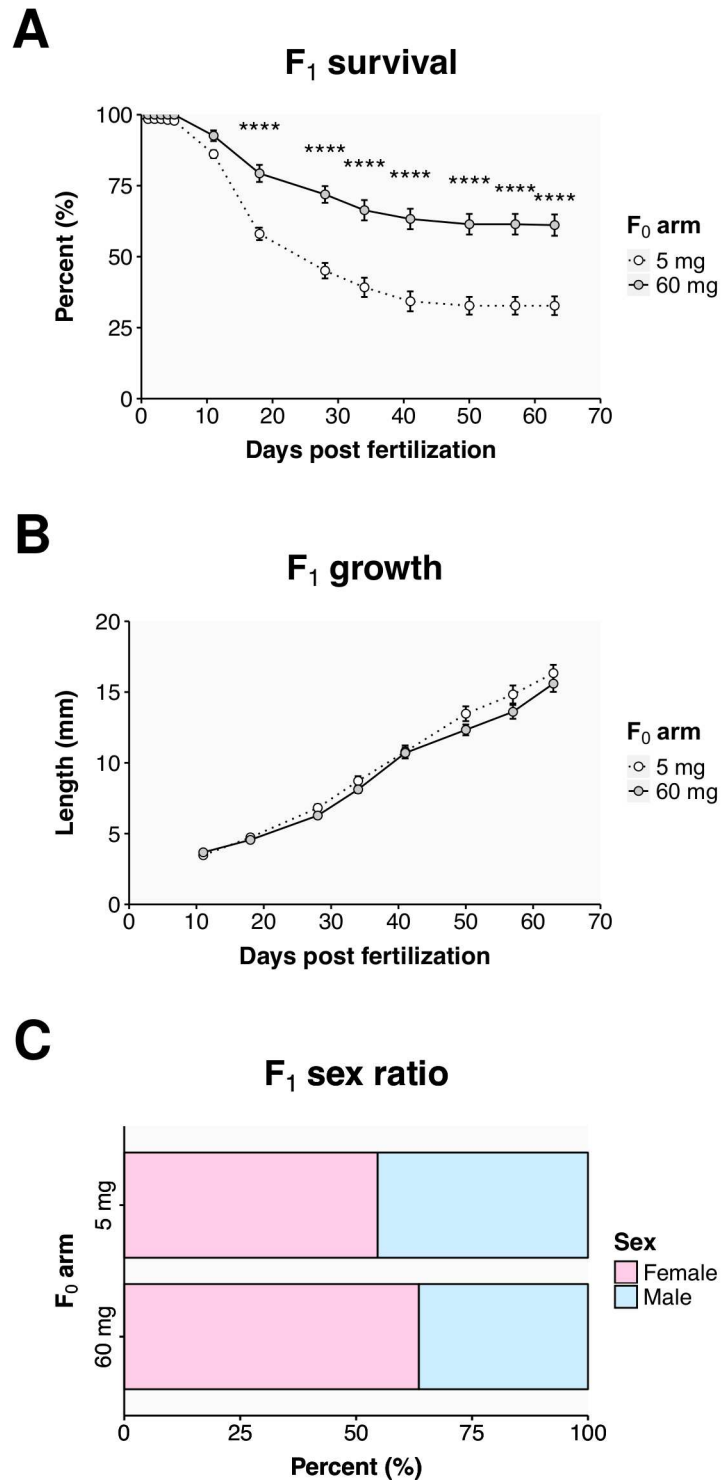 A
F1 survival
100
75
50
25
0
Percent (%)
****
****
****
****
****
****
****
0 10 20 30 40 50 60 70
Days post fertilization
F0 arm
5 mg
60 mg
B
F1 growth
20
15
10
5
0
Length (mm)
0 10 20 30 40 50 60 70
Days post fertilization
F0 arm
5 mg
60 mg
C
F1 sex ratio
F0 arm
5 mg
60 mg
0 25 50 75 100
Percent (%)
Sex
Female
Male